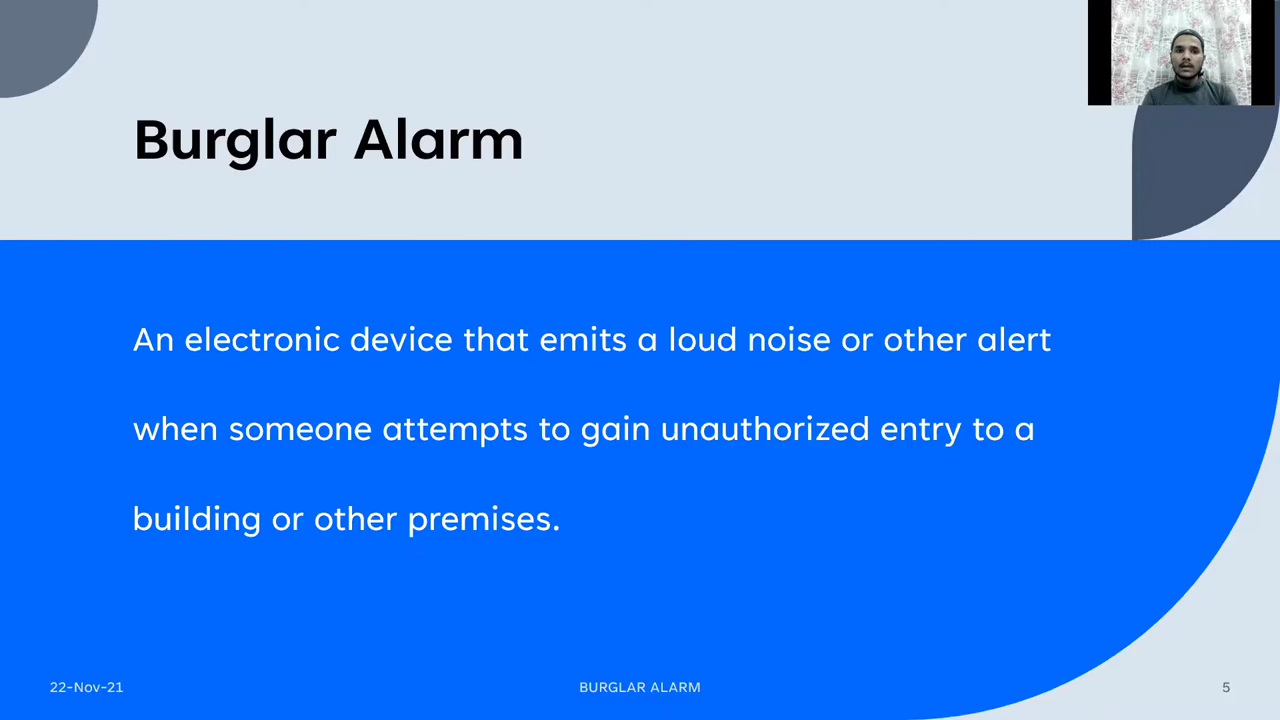 Burglar Alarm
An electronic device that emits a loud noise or other alert
when someone attempts to gain unauthorized entry to a
building or other premises.
22-Nov-21
BURGLAR ALARM
5